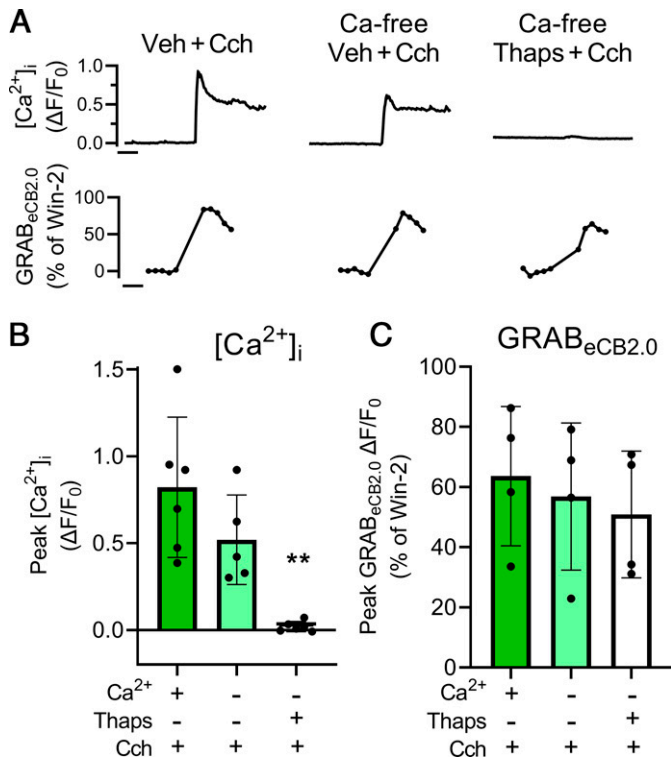 A
Veh + Cch
Ca-free
Veh + Cch
Ca-free
Thaps + Cch
[Ca²⁺]ᵢ
(ΔF/F₀)
1.0
0.5
0.0
GRABeCB2.0
(% of Win-2)
100
50
0
B
[Ca²⁺]ᵢ
Peak [Ca²⁺]ᵢ
(ΔF/F₀)
1.5
1.0
0.5
0.0
**
Ca²⁺ + - -
Thaps - - +
Cch + + +
C
GRABeCB2.0
Peak GRABeCB2.0 ΔF/F₀
(% of Win-2)
100
80
60
40
20
0
Ca²⁺ + - -
Thaps - - +
Cch + + +